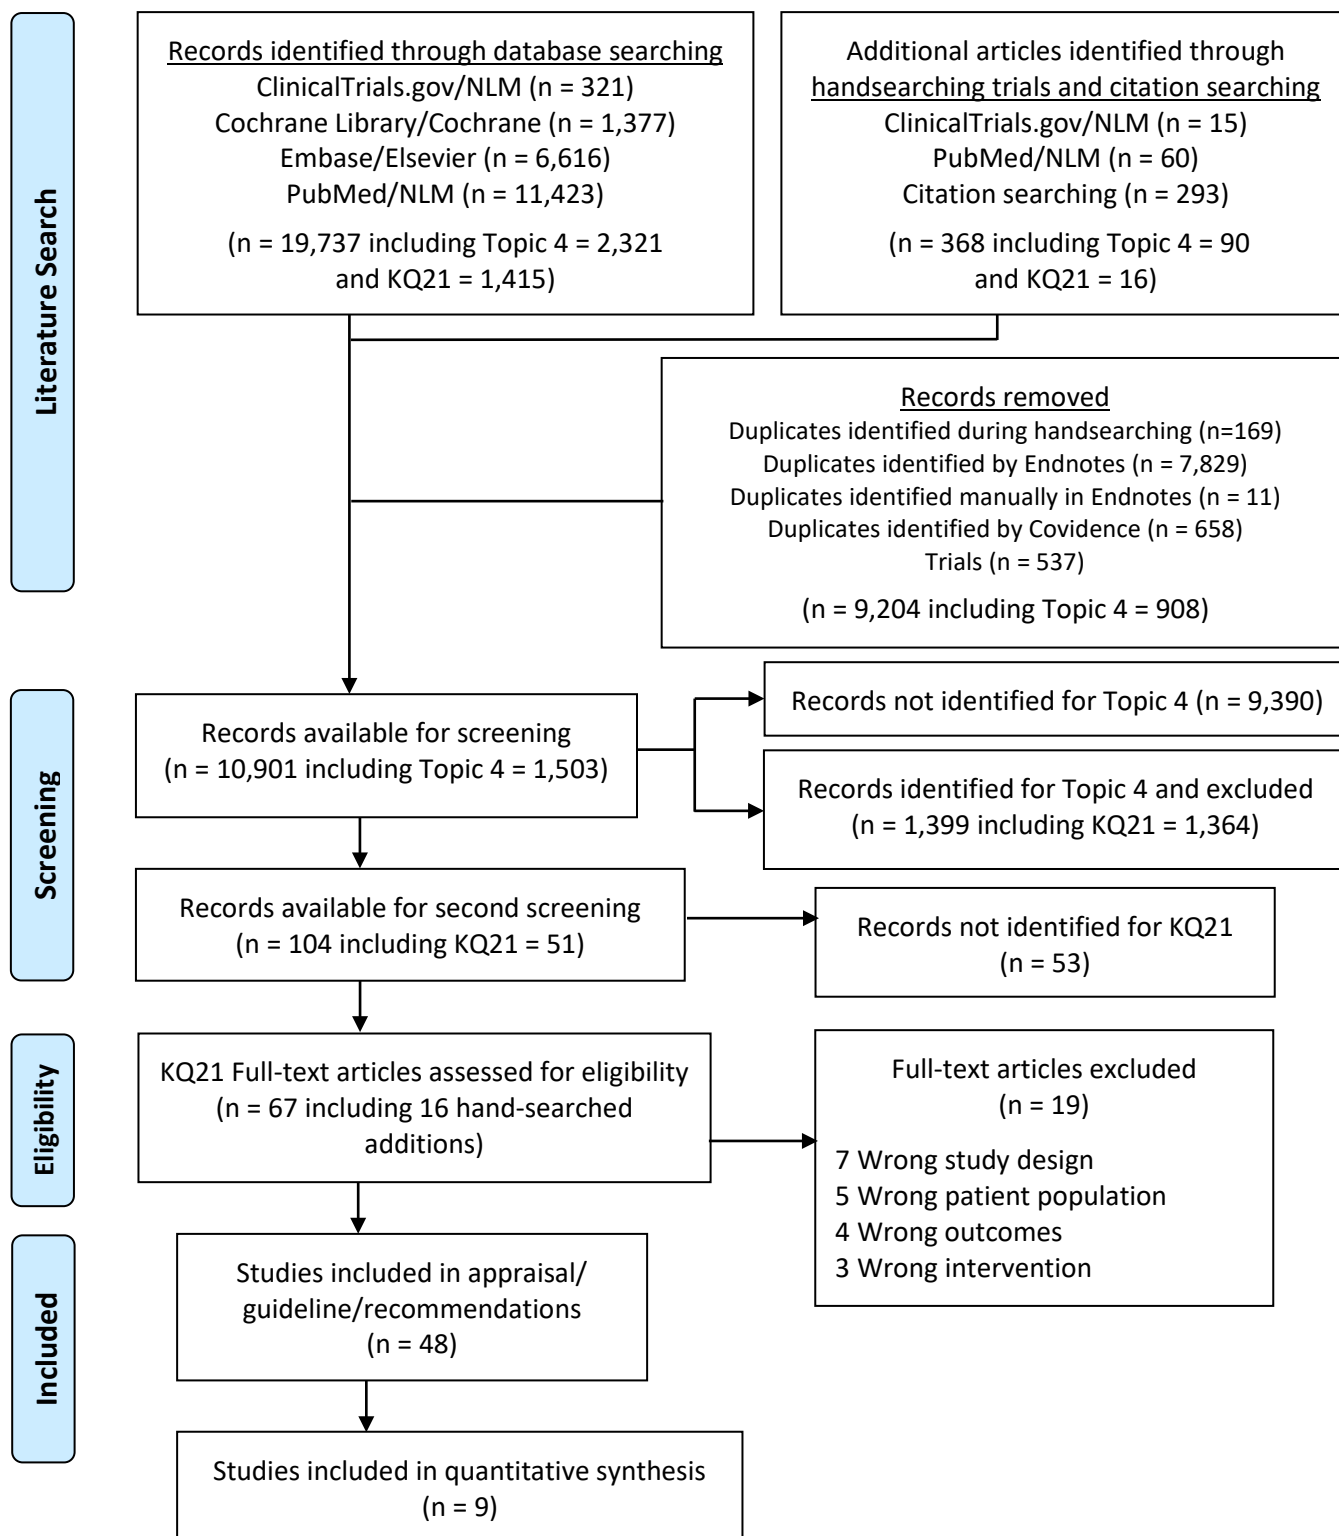 Literature Search
Records identified through database searching
ClinicalTrials.gov/NLM (n = 321)
Cochrane Library/Cochrane (n = 1,377)
Embase/Elsevier (n = 6,616)
PubMed/NLM (n = 11,423)
(n = 19,737 including Topic 4 = 2,321
and KQ21 = 1,415)
Additional articles identified through
handsearching trials and citation searching
ClinicalTrials.gov/NLM (n = 15)
PubMed/NLM (n = 60)
Citation searching (n = 293)
(n = 368 including Topic 4 = 90
and KQ21 = 16)
Records removed
Duplicates identified during handsearching (n=169)
Duplicates identified by Endnotes (n = 7,829)
Duplicates identified manually in Endnotes (n = 11)
Duplicates identified by Covidence (n = 658)
Trials (n = 537)
(n = 9,204 including Topic 4 = 908)
Screening
Records available for screening
(n = 10,901 including Topic 4 = 1,503)
Records not identified for Topic 4 (n = 9,390)
Records identified for Topic 4 and excluded
(n = 1,399 including KQ21 = 1,364)
Records available for second screening
(n = 104 including KQ21 = 51)
Records not identified for KQ21
(n = 53)
Eligibility
KQ21 Full-text articles assessed for eligibility
(n = 67 including 16 hand-searched
additions)
Full-text articles excluded
(n = 19)
7 Wrong study design
5 Wrong patient population
4 Wrong outcomes
3 Wrong intervention
Included
Studies included in appraisal/
guideline/recommendations
(n = 48)
Studies included in quantitative synthesis
(n = 9)